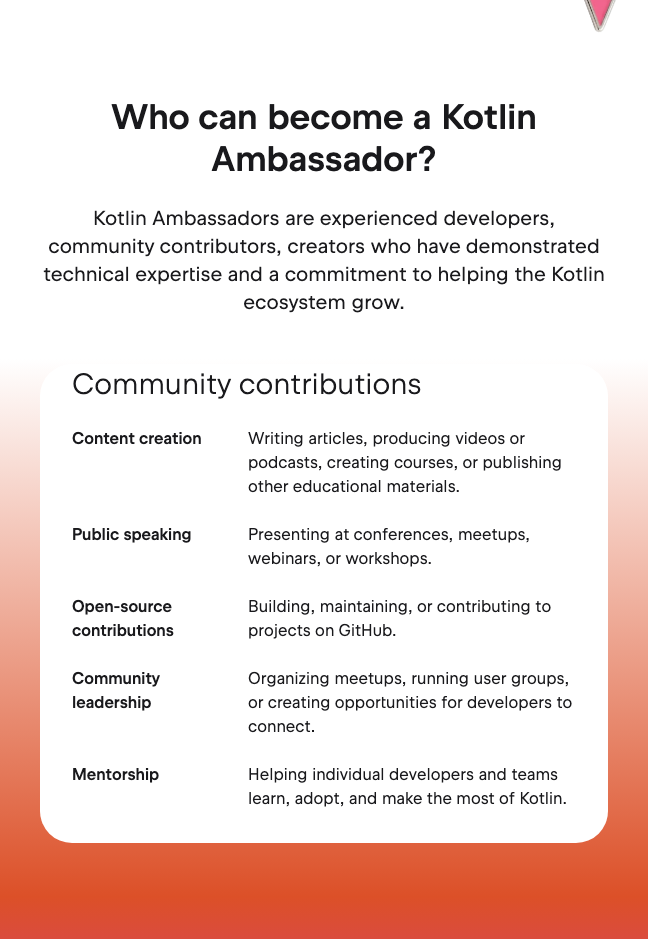 Who can become a Kotlin
Ambassador?
Kotlin Ambassadors are experienced developers,
community contributors, creators who have demonstrated
technical expertise and a commitment to helping the Kotlin
ecosystem grow.
Community contributions
Content creation
Writing articles, producing videos or
podcasts, creating courses, or publishing
other educational materials.
Public speaking
Presenting at conferences, meetups,
webinars, or workshops.
Open-source
contributions
Building, maintaining, or contributing to
projects on GitHub.
Community
leadership
Organizing meetups, running user groups,
or creating opportunities for developers to
connect.
Mentorship
Helping individual developers and teams
learn, adopt, and make the most of Kotlin.